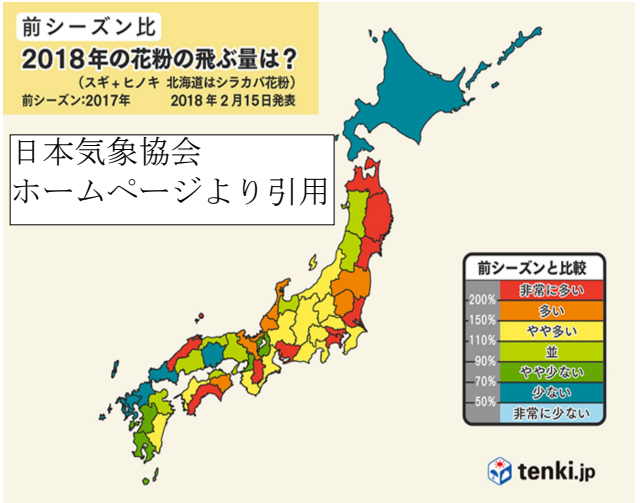 前シーズン比
2018年の花粉の飛ぶ量は?
(スギ+ヒノキ 北海道はシラカバ花粉)
前シーズン:2017年 2018年2月15日発表
日本気象協会
ホームページより引用
前シーズンと比較
非常に多い
200%
多い
150%
やや多い
110%
並
90%
やや少ない
70%
少ない
50%
非常に少ない
tenki.jp